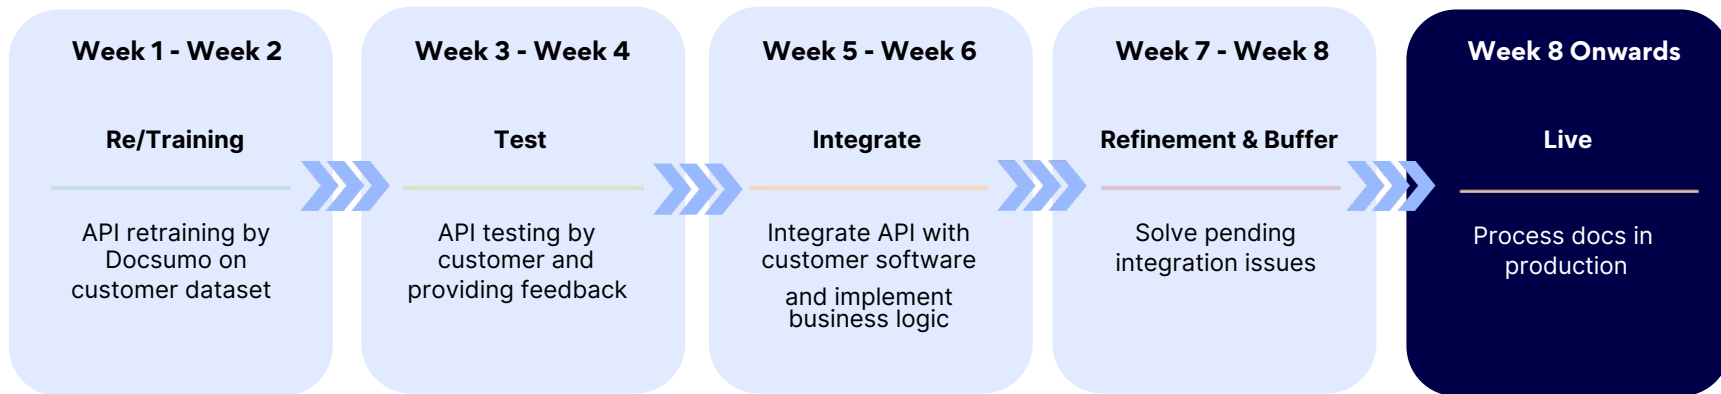 Week 1 - Week 2
Re/Training
API retraining by
Docsumo on
customer dataset
Week 3 - Week 4
Test
API testing by
customer and
providing feedback
Week 5 - Week 6
Integrate
Integrate API with
customer software
and implement
business logic
Week 7 - Week 8
Refinement & Buffer
Solve pending
integration issues
Week 8 Onwards
Live
Process docs in
production